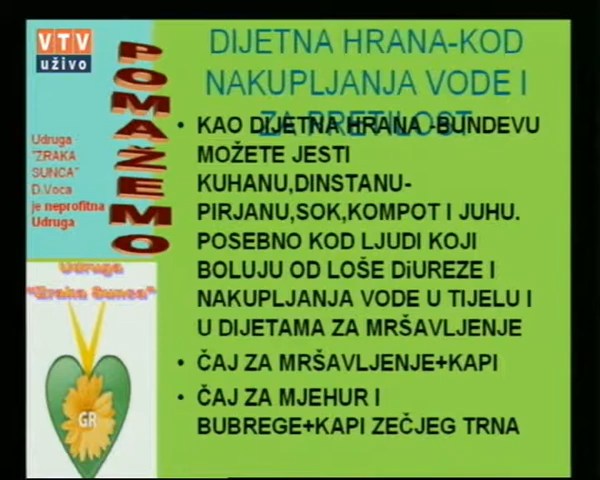 VTV
uživo
POMAŽEMO
Udruga
"ZRAKA
SUNCA"
D.Voca
je neprofitna
Udruga
Udruga
"Zraka Sunca"
GR
DIJETNA HRANA-KOD
NAKUPLJANJA VODE I
ZA PRETILOST
• KAO DIJETNA HRANA -BUNDEVU
MOŽETE JESTI
KUHANU,DINSTANU-
PIRJANU,SOK,KOMPOT I JUHU.
POSEBNO KOD LJUDI KOJI
BOLUJU OD LOŠE DiUREZE I
NAKUPLJANJA VODE U TIJELU I
U DIJETAMA ZA MRŠAVLJENJE
• ČAJ ZA MRŠAVLJENJE+KAPI
• ČAJ ZA MJEHUR I
BUBREGE+KAPI ZEČJEG TRNA